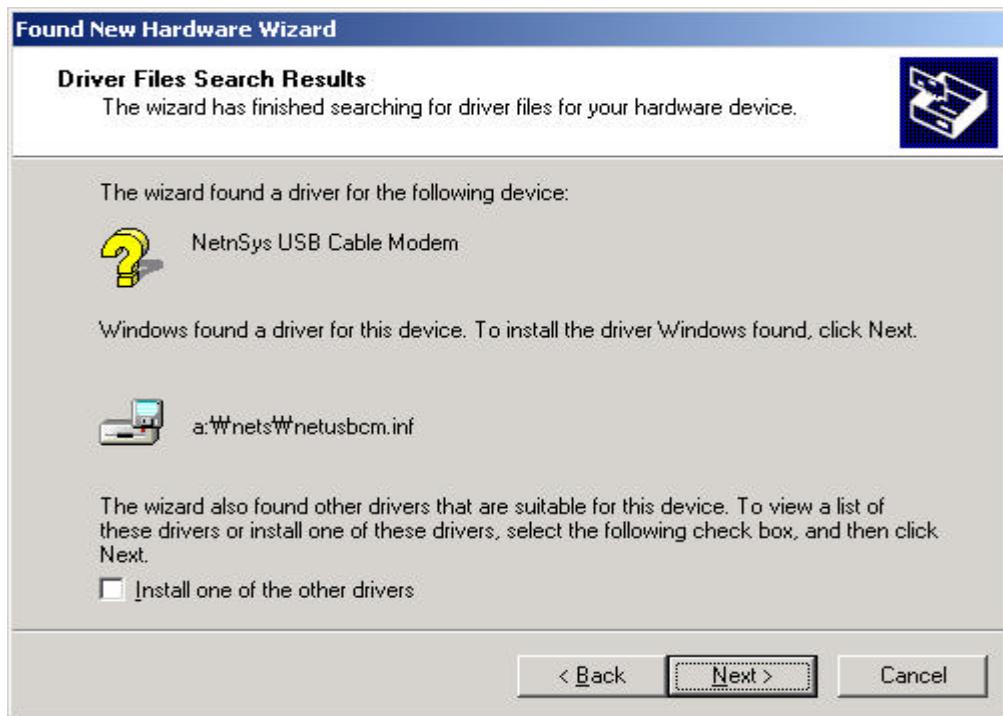 Found New Hardware Wizard
Driver Files Search Results
The wizard has finished searching for driver files for your hardware device.
The wizard found a driver for the following device:
NetnSys USB Cable Modem
Windows found a driver for this device. To install the driver Windows found, click Next.
a:₩nets₩netusbcm.inf
The wizard also found other drivers that are suitable for this device. To view a list of
these drivers or install one of these drivers, select the following check box, and then click
Next.
Install one of the other drivers
< Back
Next >
Cancel